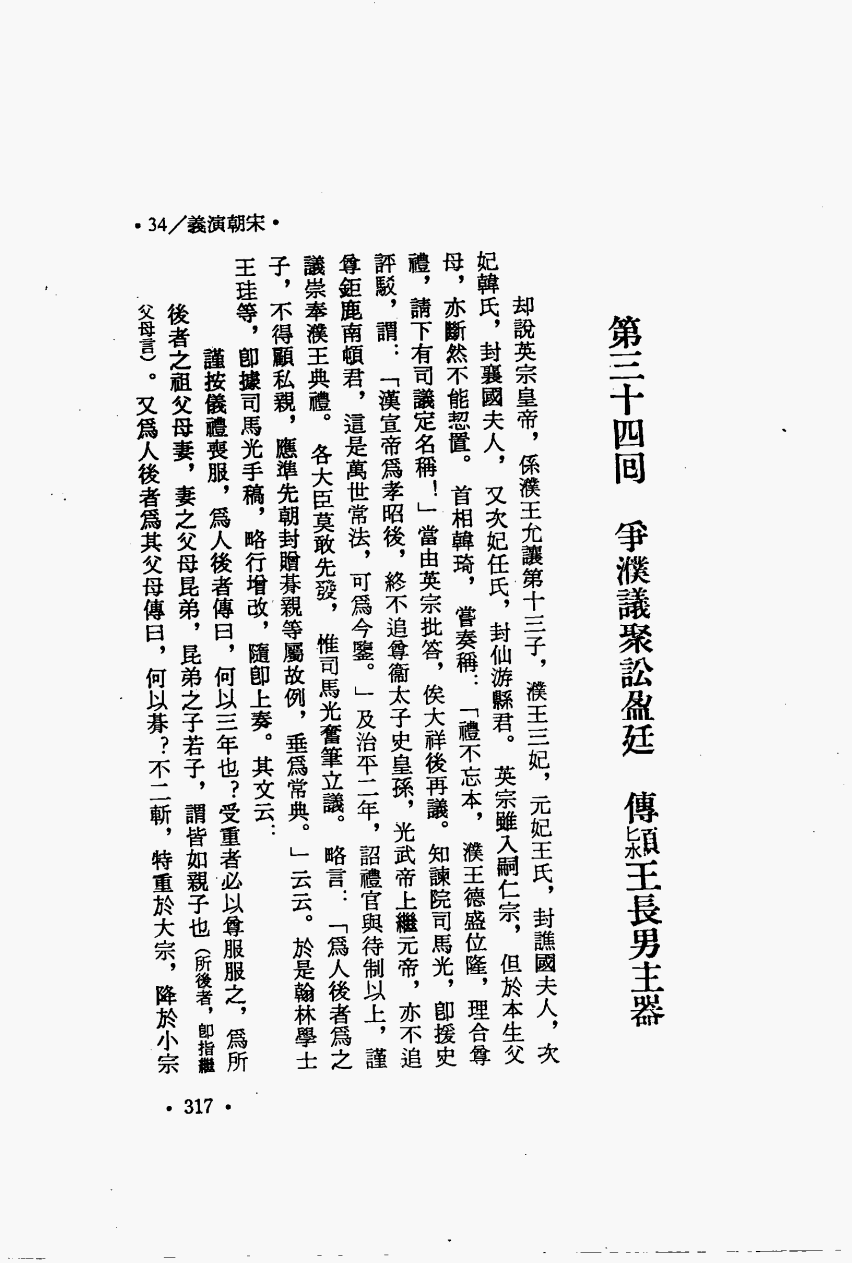 •34/義演朝宋•
第三十四回　爭濮議聚訟盈廷　傳潁王長男主器
却說英宗皇帝，係濮王允讓第十三子，濮王三妃，元妃王氏，封譙國夫人，次
妃韓氏，封襄國夫人，又次妃任氏，封仙游縣君。英宗雖入嗣仁宗，但於本生父
母，亦斷然不能恝置。首相韓琦，嘗奏稱：「禮不忘本，濮王德盛位隆，理合尊
禮，請下有司議定名稱！」當由英宗批答，俟大祥後再議。知諫院司馬光，卽援史
評駁，謂：「漢宣帝爲孝昭後，終不追尊衞太子史皇孫，光武帝上繼元帝，亦不追
尊鉅鹿南頓君，這是萬世常法，可爲今鑒。」及治平二年，詔禮官與待制以上，謹
議崇奉濮王典禮。各大臣莫敢先發，惟司馬光奮筆立議。略言：「爲人後者爲之
子，不得顧私親，應準先朝封贈朞親等屬故例，垂爲常典。」云云。於是翰林學士
王珪等，卽據司馬光手稿，略行增改，隨卽上奏。其文云：
謹按儀禮喪服，爲人後者傳曰，何以三年也？受重者必以尊服服之，爲所
後者之祖父母妻，妻之父母昆弟，昆弟之子若子，謂皆如親子也（所後者，卽指繼
父母言）。又爲人後者爲其父母傳曰，何以朞？不二斬，特重於大宗，降於小宗
•317•